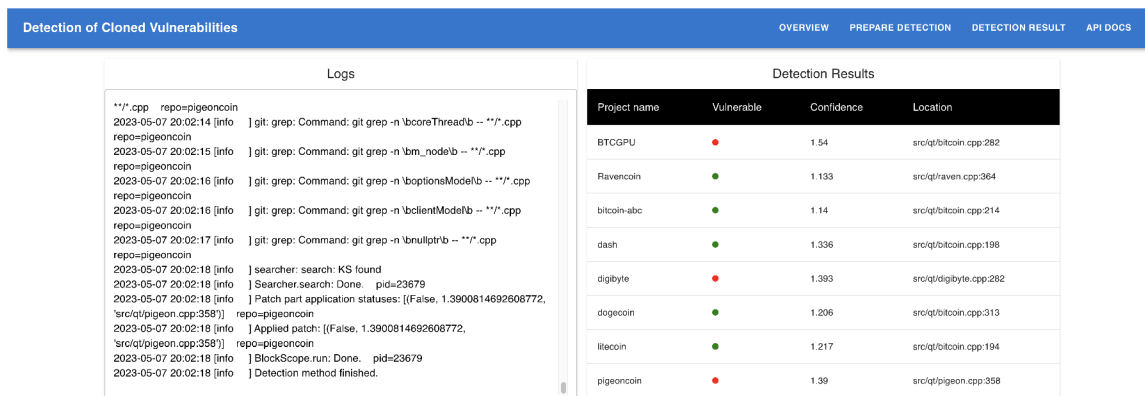 Detection of Cloned Vulnerabilities
OVERVIEW PREPARE DETECTION DETECTION RESULT API DOCS
Logs
**/*.cpp repo=pigeoncoin
2023-05-07 20:02:14 [info ] git: grep: Command: git grep -n \bcoreThread\b -- **/*.cpp
repo=pigeoncoin
2023-05-07 20:02:15 [info ] git: grep: Command: git grep -n \bm_node\b -- **/*.cpp
repo=pigeoncoin
2023-05-07 20:02:16 [info ] git: grep: Command: git grep -n \boptionsModel\b -- **/*.cpp
repo=pigeoncoin
2023-05-07 20:02:16 [info ] git: grep: Command: git grep -n \bclientModel\b -- **/*.cpp
repo=pigeoncoin
2023-05-07 20:02:17 [info ] git: grep: Command: git grep -n \bnullptr\b -- **/*.cpp
repo=pigeoncoin
2023-05-07 20:02:18 [info ] searcher: search: KS found
2023-05-07 20:02:18 [info ] Searcher.search: Done. pid=23679
2023-05-07 20:02:18 [info ] Patch part application statuses: [(False, 1.3900814692608772,
'src/qt/pigeon.cpp:358')] repo=pigeoncoin
2023-05-07 20:02:18 [info ] Applied patch: [(False, 1.3900814692608772,
'src/qt/pigeon.cpp:358')] repo=pigeoncoin
2023-05-07 20:02:18 [info ] BlockScope.run: Done. pid=23679
2023-05-07 20:02:18 [info ] Detection method finished.
Detection Results
Project name Vulnerable Confidence Location
BTCGPU 1.54 src/qt/bitcoin.cpp:282
Ravencoin 1.133 src/qt/raven.cpp:364
bitcoin-abc 1.14 src/qt/bitcoin.cpp:214
dash 1.336 src/qt/bitcoin.cpp:198
digibyte 1.393 src/qt/digibyte.cpp:282
dogecoin 1.206 src/qt/bitcoin.cpp:313
litecoin 1.217 src/qt/bitcoin.cpp:194
pigeoncoin 1.39 src/qt/pigeon.cpp:358